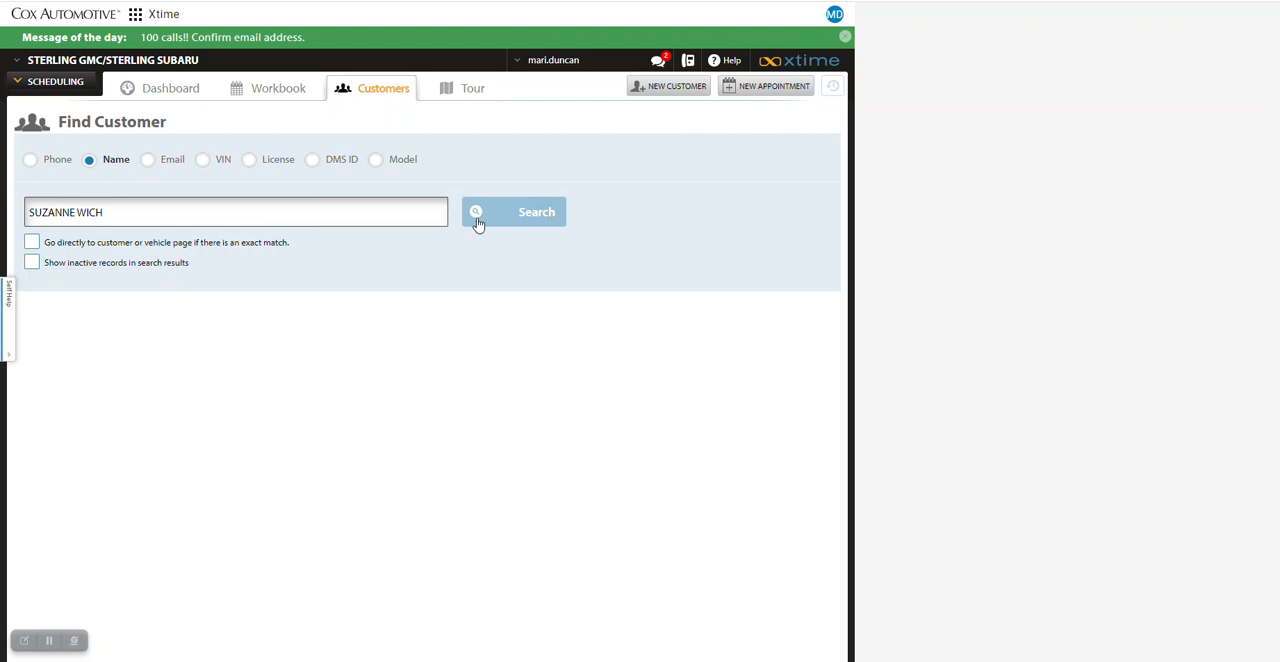 COX AUTOMOTIVE Xtime MD
Message of the day: 100 calls!! Confirm email address.
STERLING GMC/STERLING SUBARU mari.duncan 2 Help xtime
SCHEDULING Dashboard Workbook Customers Tour NEW CUSTOMER NEW APPOINTMENT
Find Customer
Phone Name Email VIN License DMS ID Model
SUZANNE WICH Search
Go directly to customer or vehicle page if there is an exact match.
Show inactive records in search results
Self Help